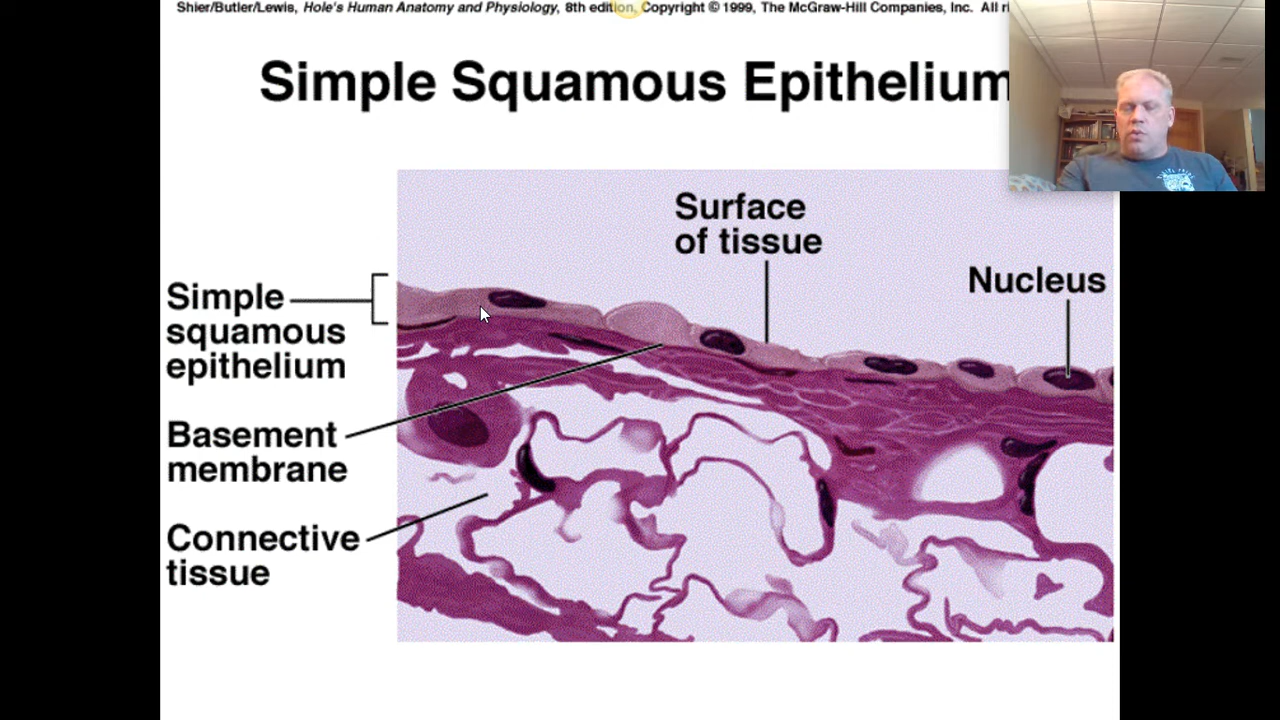 Shier/Butler/Lewis, Hole's Human Anatomy and Physiology, 8th edition, Copyright © 1999, The McGraw-Hill Companies, Inc. All
Simple Squamous Epithelium
Surface
of tissue
Nucleus
Simple
squamous
epithelium
Basement
membrane
Connective
tissue